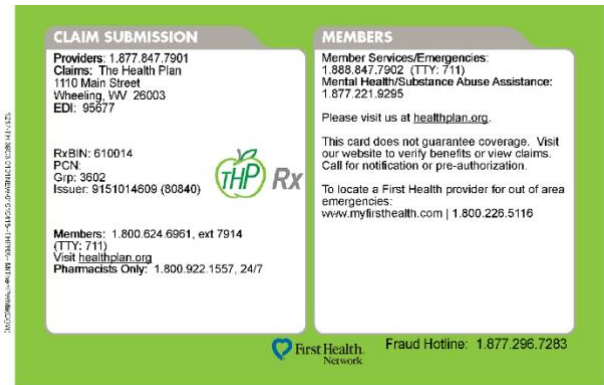 CLAIM SUBMISSION
Providers: 1.877.847.7901
Claims: The Health Plan
1110 Main Street
Wheeling, WV 26003
EDI: 95677
RxBIN: 610014
PCN:
Grp: 3602
Issuer: 9151014609 (80840)
THP Rx
Members: 1.800.624.6961, ext 7914
(TTY: 711)
Visit healthplan.org
Pharmacists Only: 1.800.922.1557, 24/7
MEMBERS
Member Services/Emergencies:
1.888.847.7902 (TTY: 711)
Mental Health/Substance Abuse Assistance:
1.877.221.9295
Please visit us at healthplan.org.
This card does not guarantee coverage. Visit
our website to verify benefits or view claims.
Call for notification or pre-authorization.
To locate a First Health provider for out of area
emergencies:
www.myfirsthealth.com | 1.800.226.5116
First Health
Network
Fraud Hotline: 1.877.296.7283